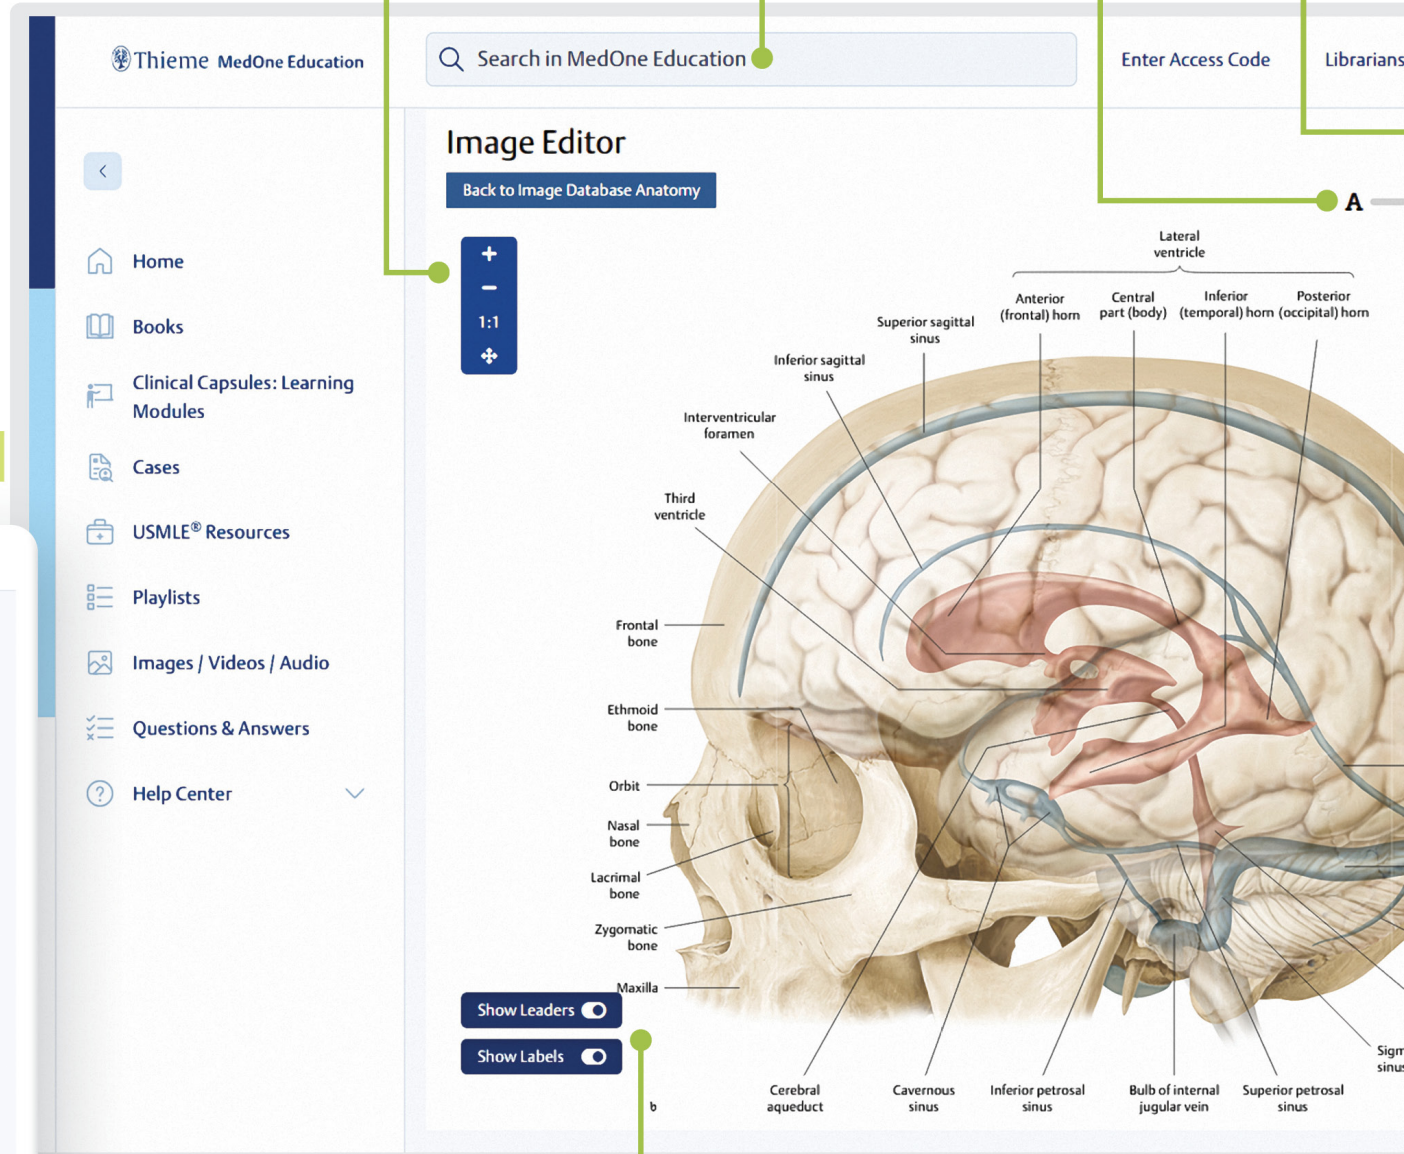 Thieme MedOne Education
Search in MedOne Education
Enter Access Code
Librarians
Image Editor
Back to Image Database Anatomy
Home
Books
Clinical Capsules: Learning
Modules
Cases
USMLE® Resources
Playlists
Images / Videos / Audio
Questions & Answers
Help Center
+
−
1:1
A
Lateral
ventricle
Anterior
(frontal) horn
Central
part (body)
Inferior
(temporal) horn
Posterior
(occipital) horn
Superior sagittal
sinus
Inferior sagittal
sinus
Interventricular
foramen
Third
ventricle
Frontal
bone
Ethmoid
bone
Orbit
Nasal
bone
Lacrimal
bone
Zygomatic
bone
Maxilla
Show Leaders
Show Labels
b
Cerebral
aqueduct
Cavernous
sinus
Inferior petrosal
sinus
Bulb of internal
jugular vein
Superior petrosal
sinus
Sigm
sinus